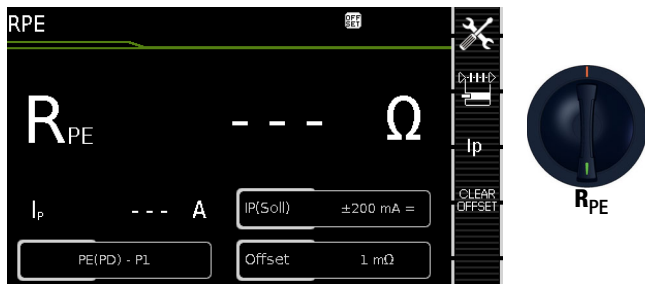 RPE
OFF
SET
RPE
- - - Ω
Ip
IP
- - - A
IP(Soll) ±200 mA =
CLEAR
OFFSET
PE(PD) - P1
Offset 1 mΩ
RPE